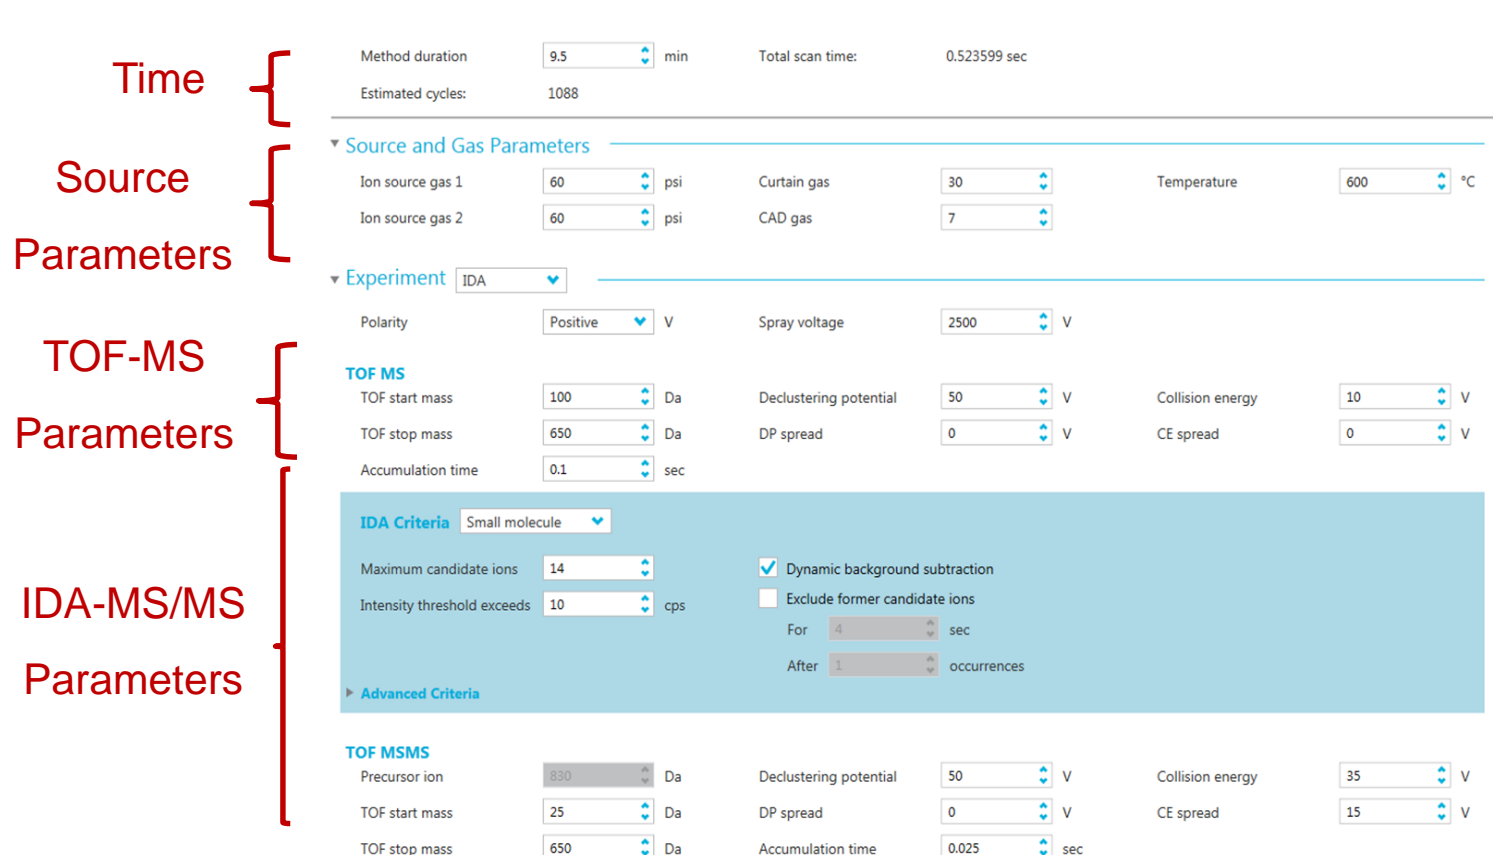 Time
Method duration 9.5 min Total scan time: 0.523599 sec
Estimated cycles: 1088
Source
Parameters
Source and Gas Parameters
Ion source gas 1 60 psi Curtain gas 30 Temperature 600 °C
Ion source gas 2 60 psi CAD gas 7
Experiment IDA
Polarity Positive V Spray voltage 2500 V
TOF-MS
Parameters
TOF MS
TOF start mass 100 Da Declustering potential 50 V Collision energy 10 V
TOF stop mass 650 Da DP spread 0 V CE spread 0 V
Accumulation time 0.1 sec
IDA-MS/MS
Parameters
IDA Criteria Small molecule
Maximum candidate ions 14 Dynamic background subtraction
Intensity threshold exceeds 10 cps Exclude former candidate ions
For 4 sec
After 1 occurrences
Advanced Criteria
TOF MSMS
Precursor ion 830 Da Declustering potential 50 V Collision energy 35 V
TOF start mass 25 Da DP spread 0 V CE spread 15 V
TOF stop mass 650 Da Accumulation time 0.025 sec